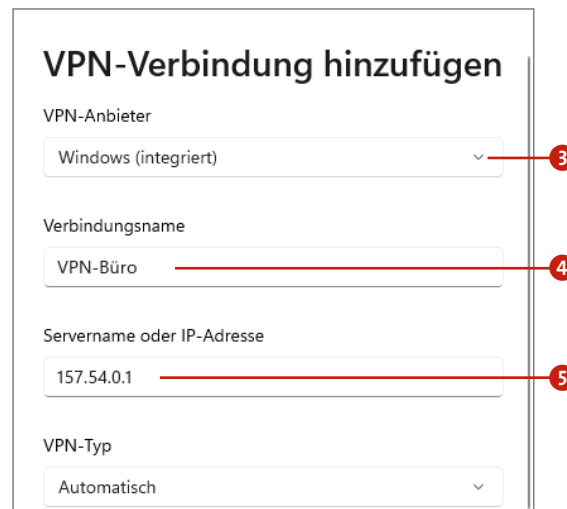 VPN-Verbindung hinzufügen
VPN-Anbieter
Windows (integriert)
3
Verbindungsname
VPN-Büro
4
Servername oder IP-Adresse
157.54.0.1
5
VPN-Typ
Automatisch